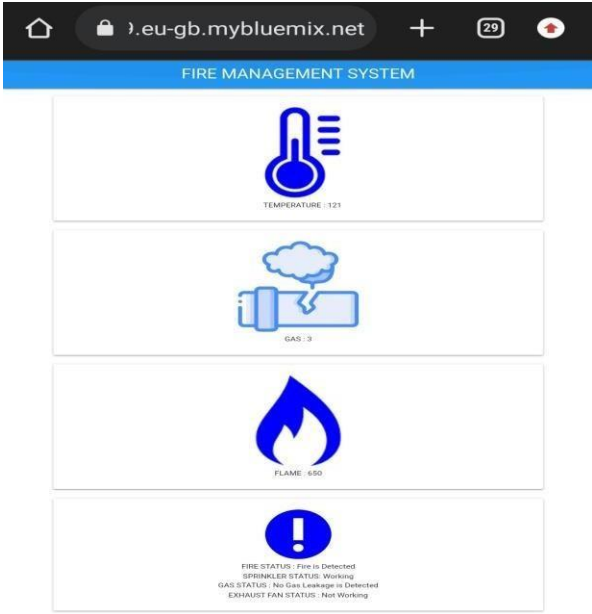 9.eu-gb.mybluemix.net
29
FIRE MANAGEMENT SYSTEM
TEMPERATURE : 121
GAS : 3
FLAME : 650
FIRE STATUS : Fire is Detected
SPRINKLER STATUS: Working
GAS STATUS : No Gas Leakage is Detected
EXHAUST FAN STATUS : Not Working